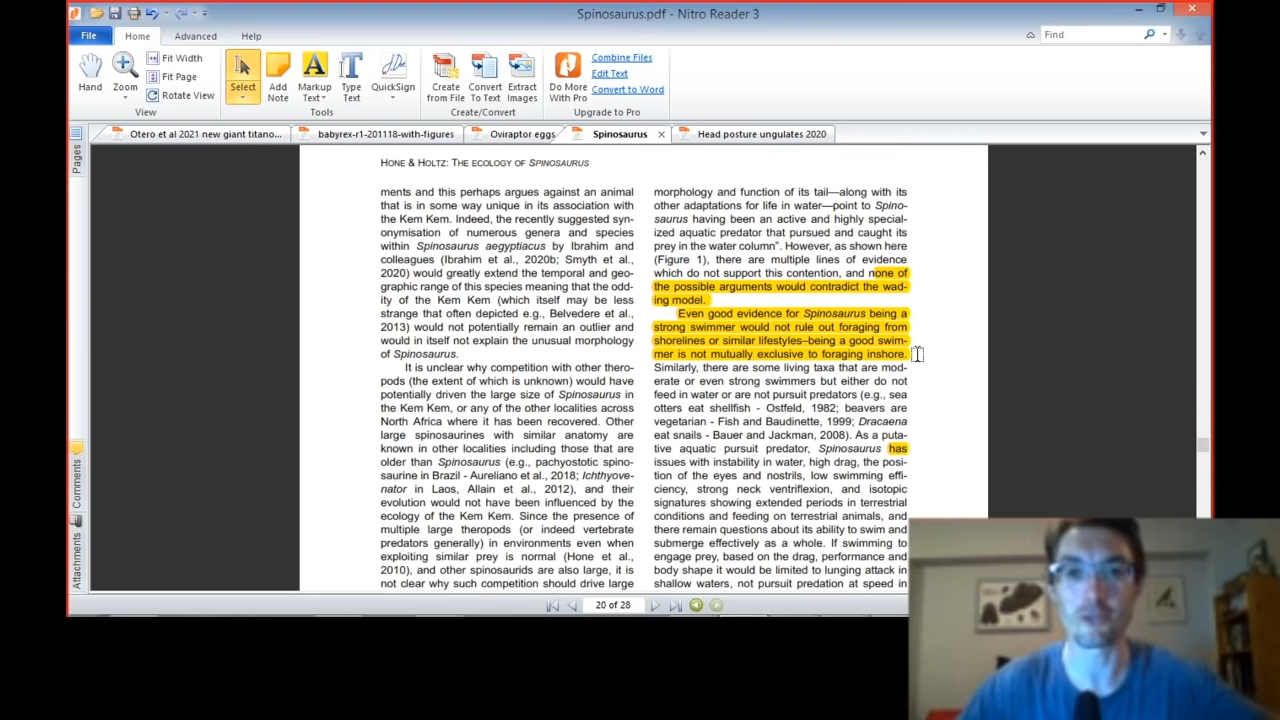 Spinosaurus.pdf - Nitro Reader 3
File Home Advanced Help
Find
Hand
Zoom
Fit Width
Fit Page
Rotate View
View
Select
Add
Note
Markup
Text
Type
Text
QuickSign
Tools
Create
from File
Convert
To Text
Extract
Images
Create/Convert
Do More
With Pro
Combine Files
Edit Text
Convert to Word
Upgrade to Pro
Otero et al 2021 new giant titano...
babyrex-r1-201118-with-figures
Oviraptor eggs
Spinosaurus
Head posture ungulates 2020
Pages
Comments
Attachments
HONE & HOLTZ: THE ECOLOGY OF SPINOSAURUS
ments and this perhaps argues against an animal
that is in some way unique in its association with
the Kem Kem. Indeed, the recently suggested syn-
onymisation of numerous genera and species
within Spinosaurus aegyptiacus by Ibrahim and
colleagues (Ibrahim et al., 2020b; Smyth et al.,
2020) would greatly extend the temporal and geo-
graphic range of this species meaning that the odd-
ity of the Kem Kem (which itself may be less
strange that often depicted e.g., Belvedere et al.,
2013) would not potentially remain an outlier and
would in itself not explain the unusual morphology
of Spinosaurus.
It is unclear why competition with other thero-
pods (the extent of which is unknown) would have
potentially driven the large size of Spinosaurus in
the Kem Kem, or any of the other localities across
North Africa where it has been recovered. Other
large spinosaurines with similar anatomy are
known in other localities including those that are
older than Spinosaurus (e.g., pachyostotic spino-
saurine in Brazil - Aureliano et al., 2018; Ichthyove-
nator in Laos, Allain et al., 2012), and their
evolution would not have been influenced by the
ecology of the Kem Kem. Since the presence of
multiple large theropods (or indeed vertebrate
predators generally) in environments even when
exploiting similar prey is normal (Hone et al.,
2010), and other spinosaurids are also large, it is
not clear why such competition should drive large
morphology and function of its tail—along with its
other adaptations for life in water—point to Spino-
saurus having been an active and highly special-
ized aquatic predator that pursued and caught its
prey in the water column". However, as shown here
(Figure 1), there are multiple lines of evidence
which do not support this contention, and none of
the possible arguments would contradict the wad-
ing model.
Even good evidence for Spinosaurus being a
strong swimmer would not rule out foraging from
shorelines or similar lifestyles–being a good swim-
mer is not mutually exclusive to foraging inshore.
Similarly, there are some living taxa that are mod-
erate or even strong swimmers but either do not
feed in water or are not pursuit predators (e.g., sea
otters eat shellfish - Ostfeld, 1982; beavers are
vegetarian - Fish and Baudinette, 1999; Dracaena
eat snails - Bauer and Jackman, 2008). As a puta-
tive aquatic pursuit predator, Spinosaurus has
issues with instability in water, high drag, the posi-
tion of the eyes and nostrils, low swimming effi-
ciency, strong neck ventriflexion, and isotopic
signatures showing extended periods in terrestrial
conditions and feeding on terrestrial animals, and
there remain questions about its ability to swim and
submerge effectively as a whole. If swimming to
engage prey, based on the drag, performance and
body shape it would be limited to lunging attack in
shallow waters, not pursuit predation at speed in
20 of 28